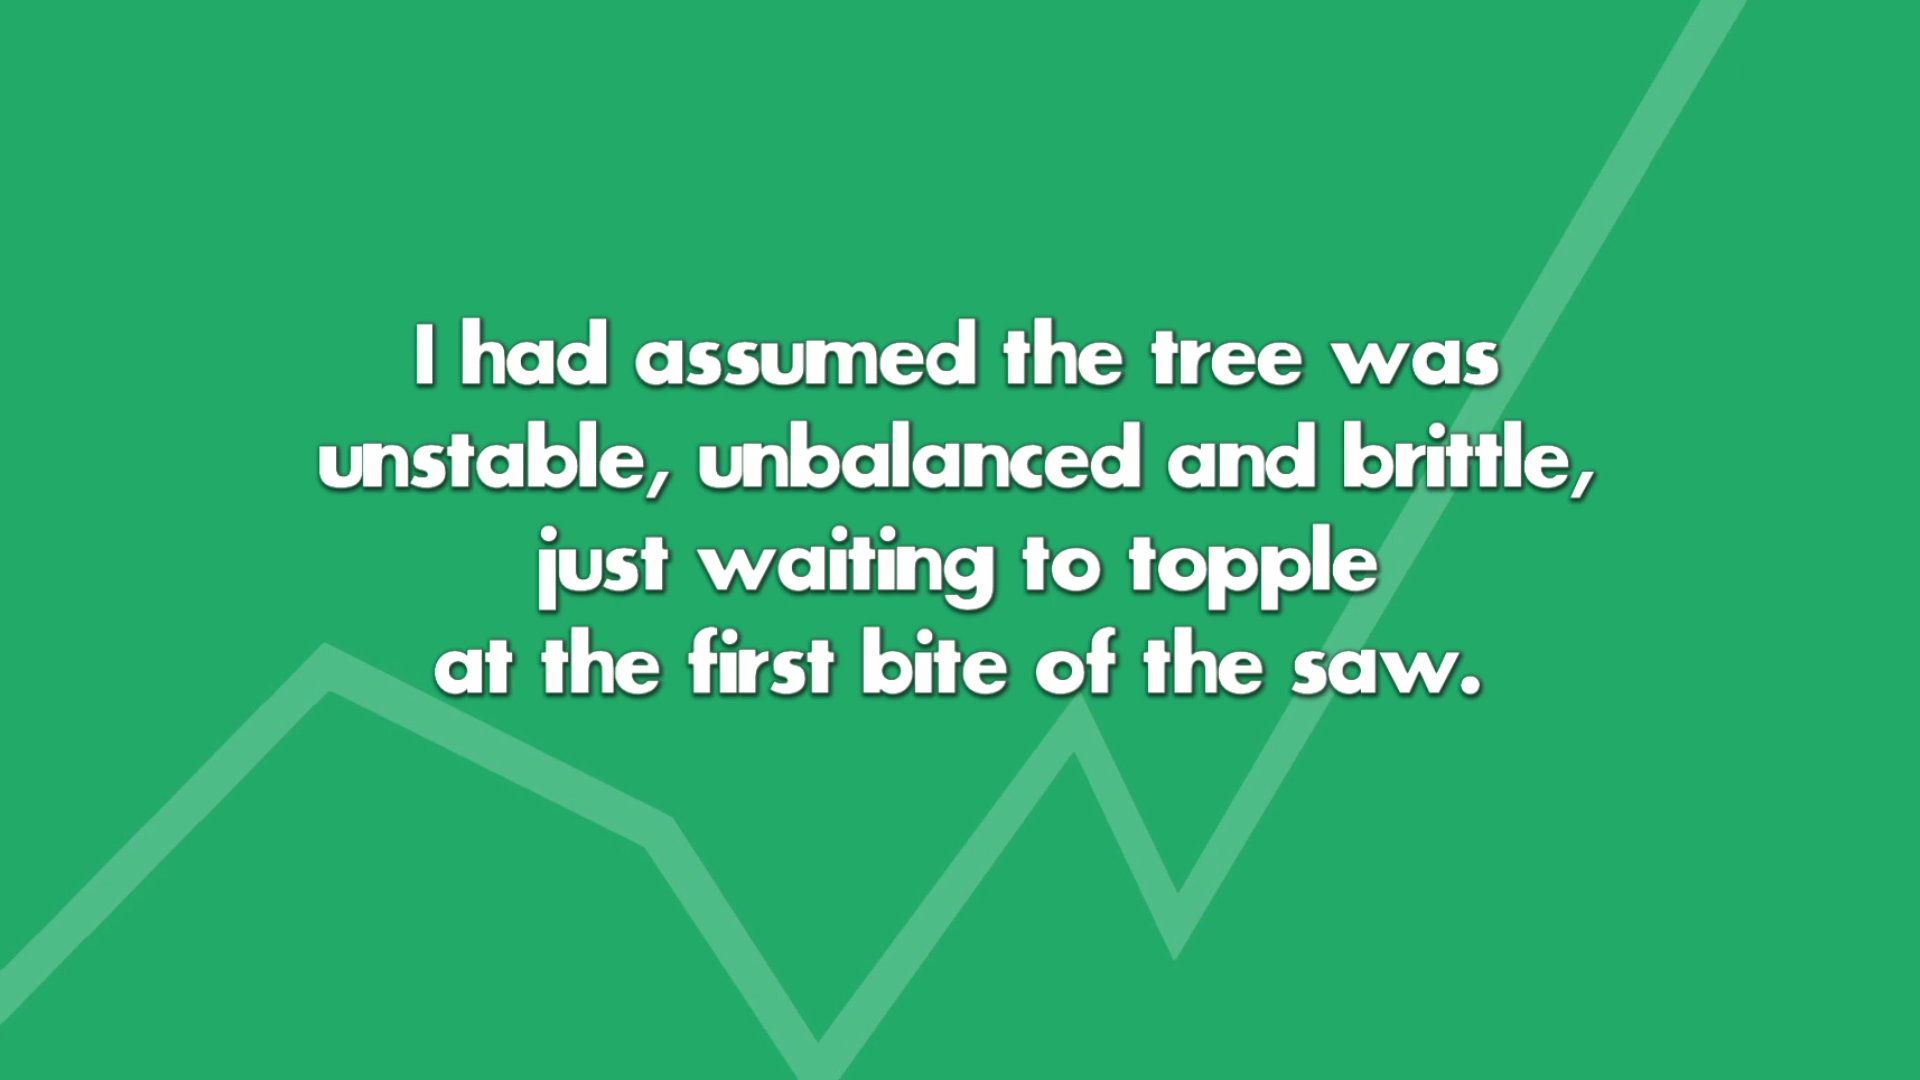 I had assumed the tree was
unstable, unbalanced and brittle,
just waiting to topple
at the first bite of the saw.